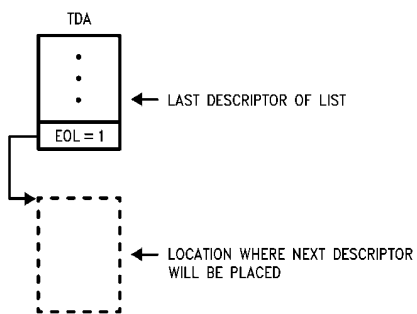 TDA
LAST DESCRIPTOR OF LIST
EOL = 1
LOCATION WHERE NEXT DESCRIPTOR
WILL BE PLACED